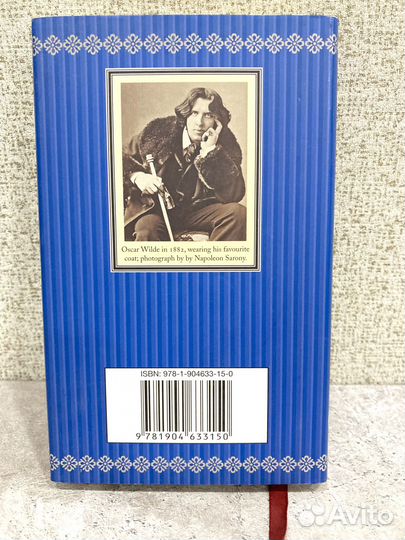 Oscar Wilde in 1882, wearing his favourite
coat; photograph by by Napoleon Sarony.
ISBN: 978-1-904633-15-0
9 781904 633150
Avito